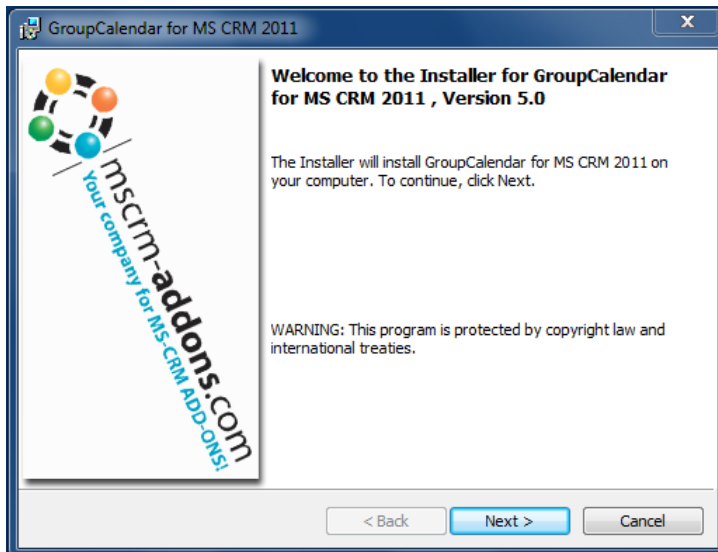 GroupCalendar for MS CRM 2011
X
mscrm-addons.com
Your company for MS-CRM ADD-ONS!
Welcome to the Installer for GroupCalendar
for MS CRM 2011 , Version 5.0
The Installer will install GroupCalendar for MS CRM 2011 on
your computer. To continue, click Next.
WARNING: This program is protected by copyright law and
international treaties.
< Back
Next >
Cancel